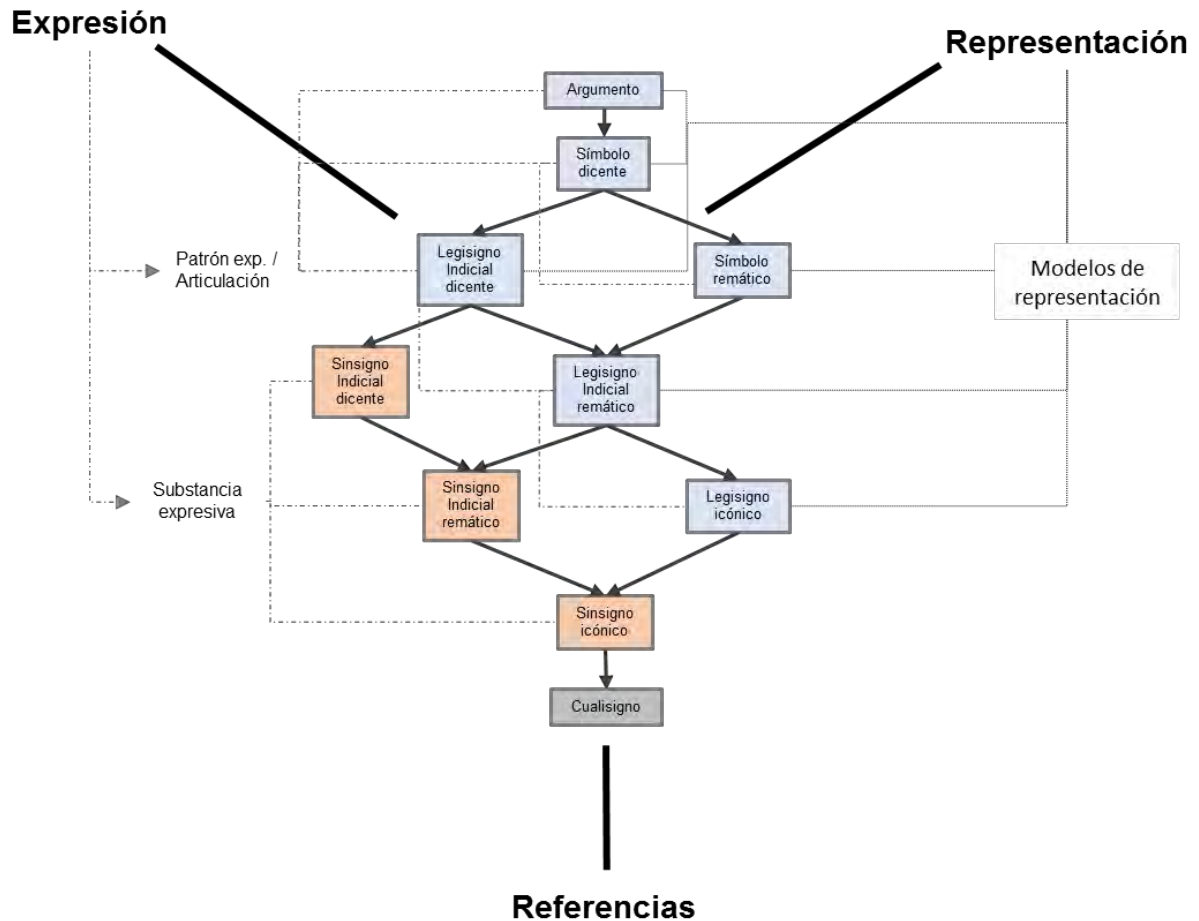 Expresión
Representación
Argumento
Símbolo
dicente
Legisigno
Indicial
dicente
Símbolo
remático
Patrón exp. /
Articulación
Modelos de
representación
Sinsigno
Indicial
dicente
Legisigno
Indicial
remático
Substancia
expresiva
Sinsigno
Indicial
remático
Legisigno
icónico
Sinsigno
icónico
Cualisigno
Referencias